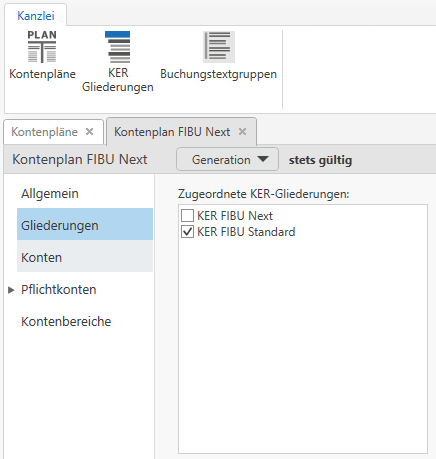 Kanzlei
PLAN
Kontenpläne
KER
Gliederungen
Buchungstextgruppen
Kontenpläne ×
Kontenplan FIBU Next ×
Kontenplan FIBU Next
Generation
stets gültig
Allgemein
Gliederungen
Konten
Pflichtkonten
Kontenbereiche
Zugeordnete KER-Gliederungen:
KER FIBU Next
KER FIBU Standard